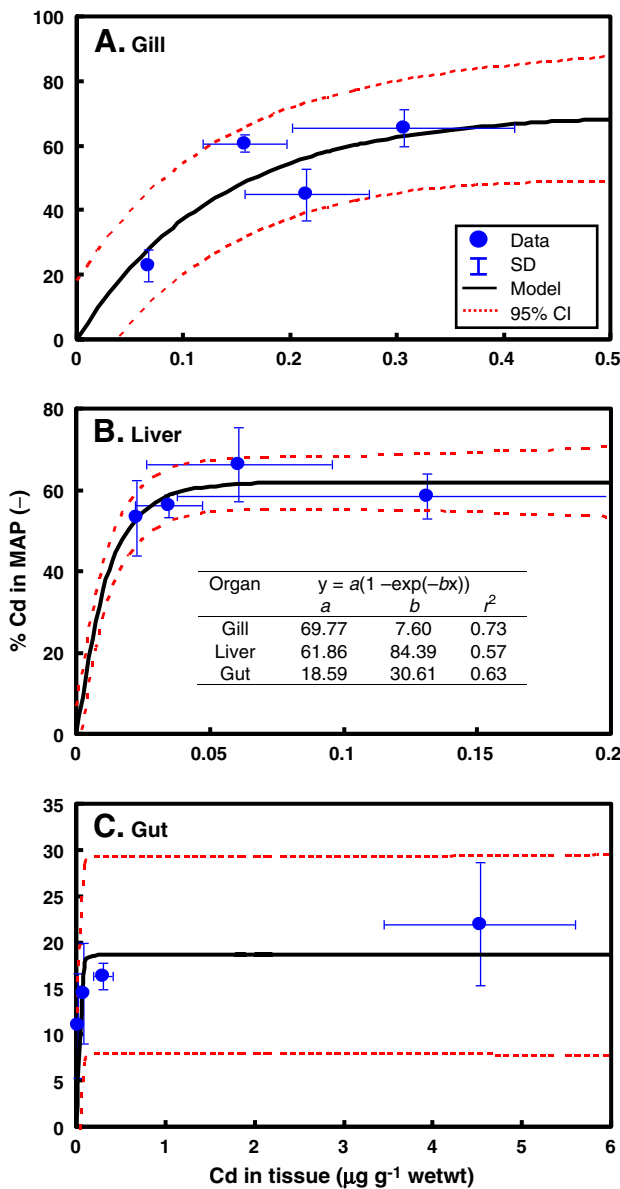 100
80
60
40
20
0
A. Gill
Data
SD
Model
95% CI
0 0.1 0.2 0.3 0.4 0.5
80
60
40
20
0
B. Liver
% Cd in MAP (–)
Organ y = a(1 –exp(–bx))
a b r²
Gill 69.77 7.60 0.73
Liver 61.86 84.39 0.57
Gut 18.59 30.61 0.63
0 0.05 0.1 0.15 0.2
35
30
25
20
15
10
5
0
C. Gut
0 1 2 3 4 5 6
Cd in tissue (µg g⁻¹ wetwt)